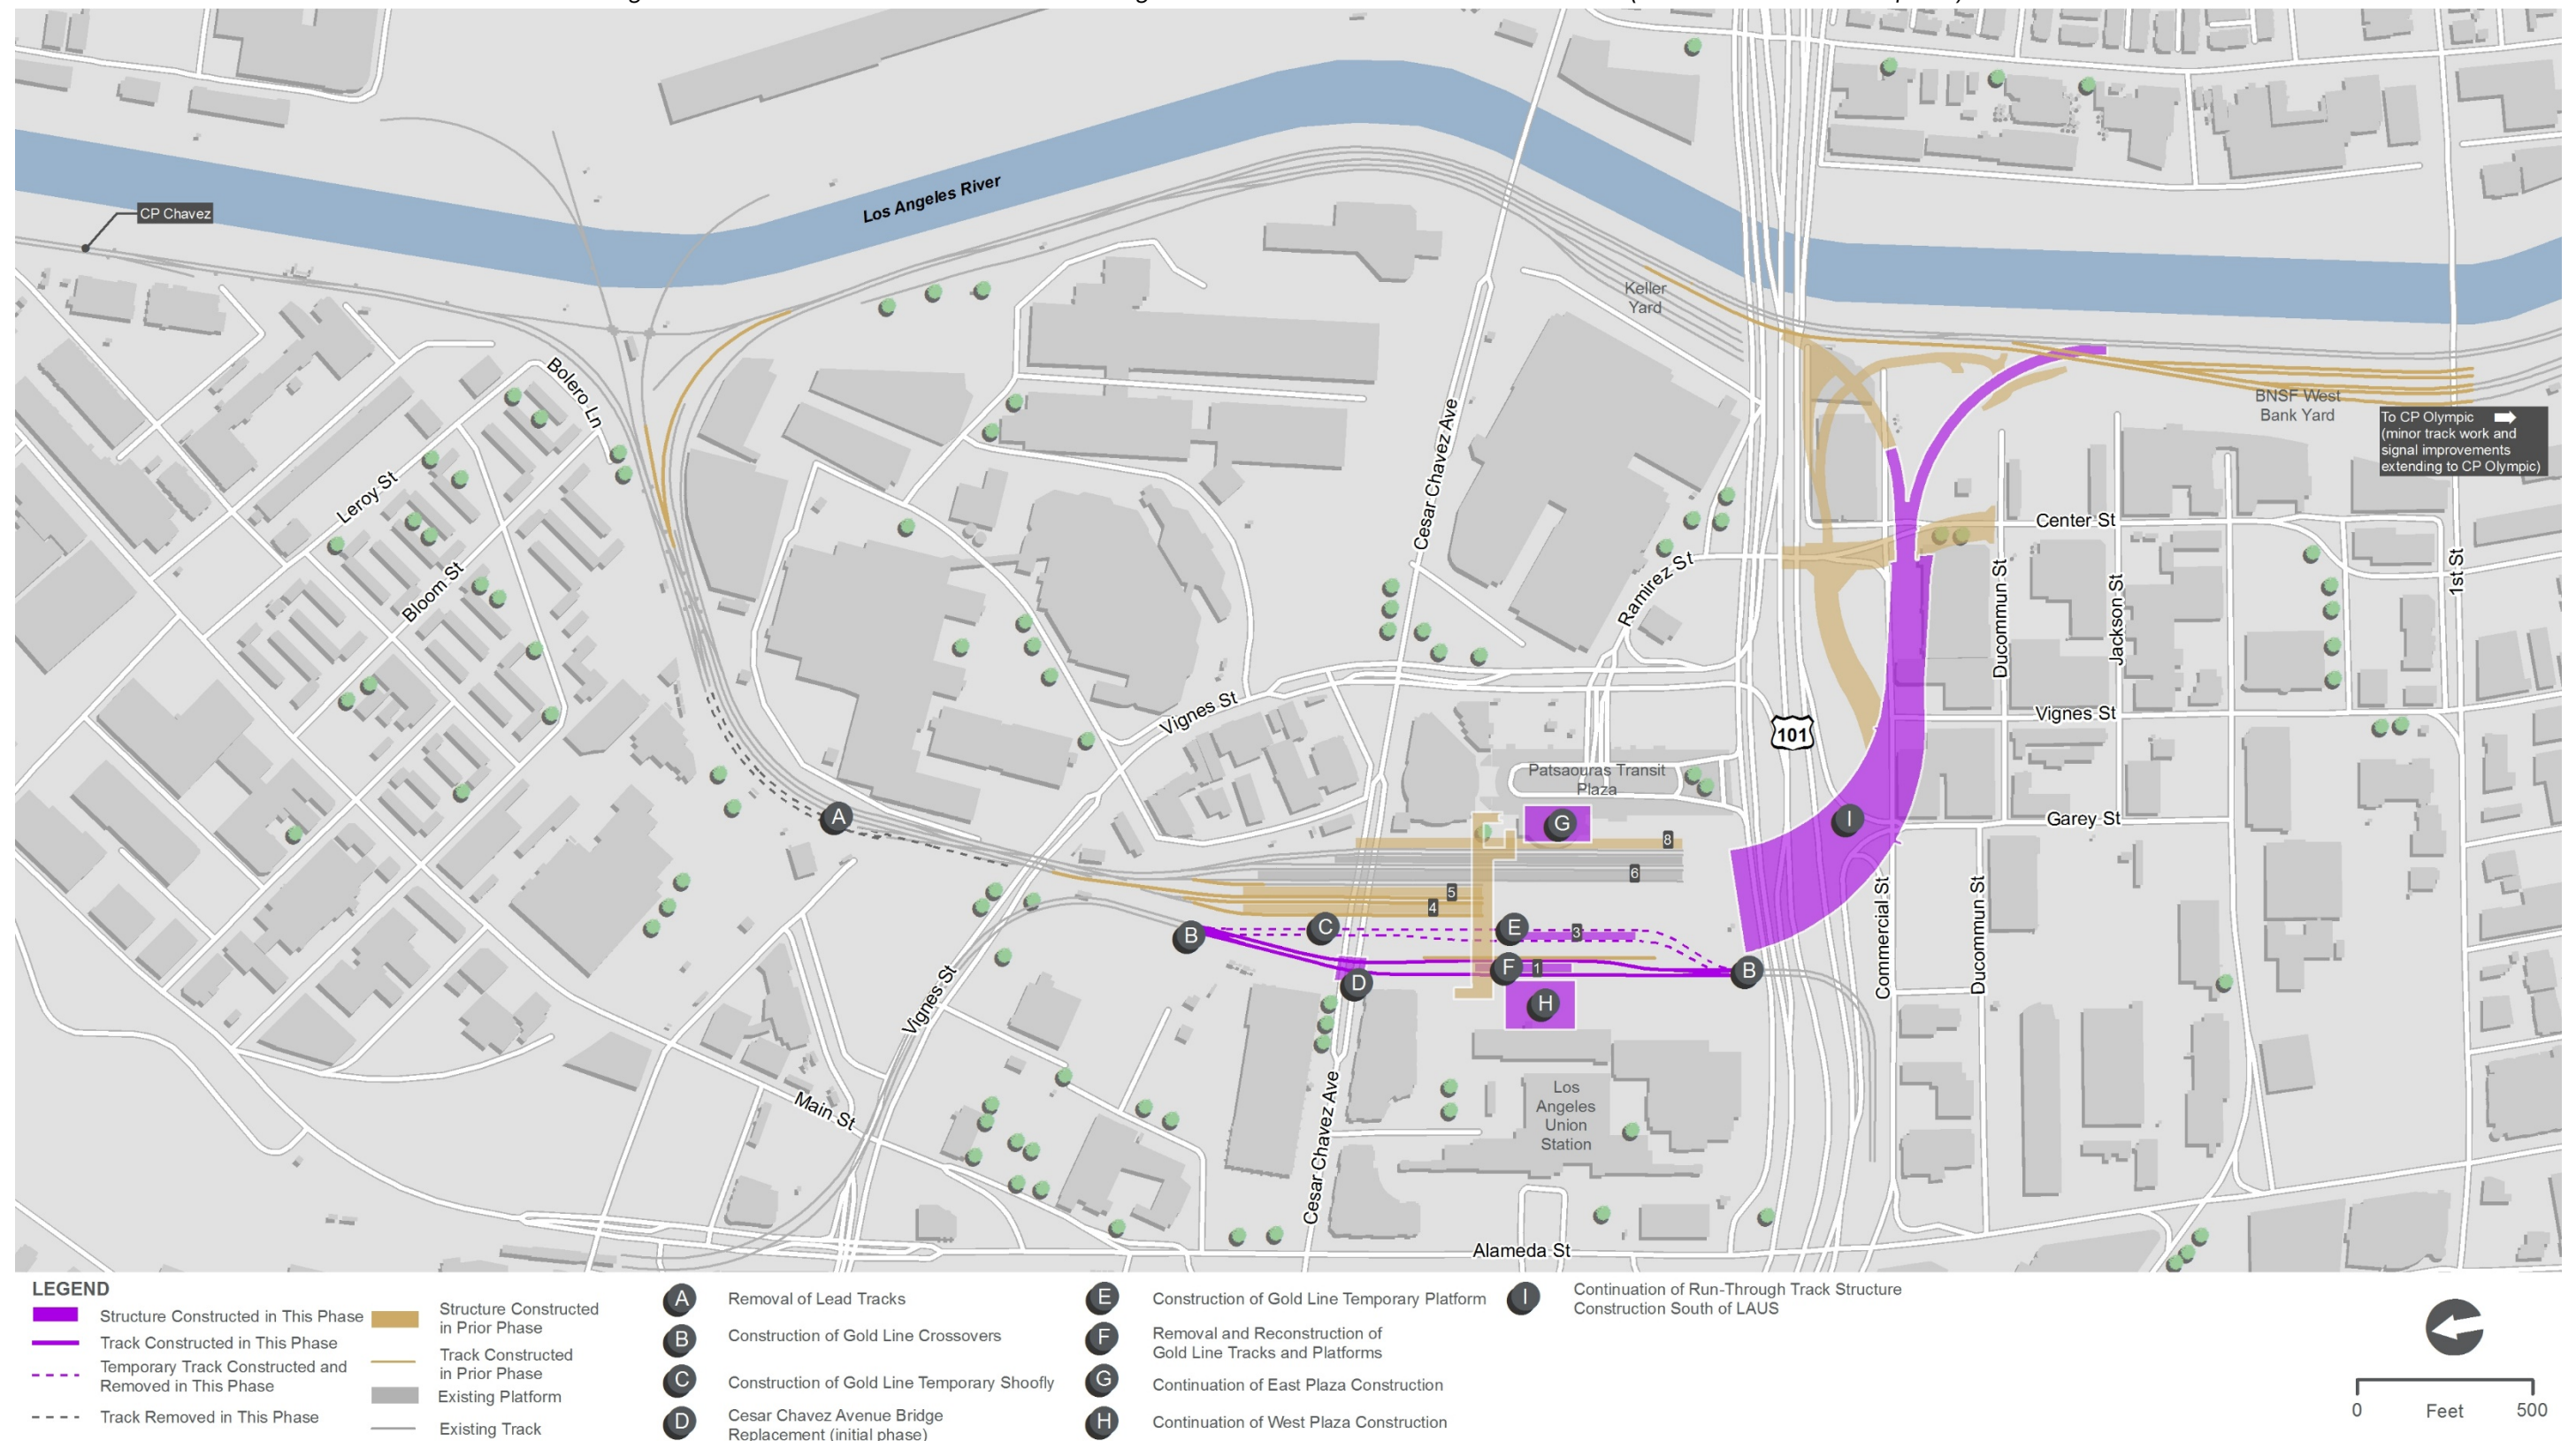 CP Chavez
Los Angeles River
Keller
Yard
BNSF West
Bank Yard
To CP Olympic
(minor track work and
signal improvements
extending to CP Olympic)
Bolero Ln
Leroy St
Bloom St
Cesar Chavez Ave
Ramirez St
Center St
Ducommun St
Jackson St
1st St
Vignes St
Vignes St
101
Patsaouras Transit
Plaza
A
G
I
Garey St
8
6
5
4
B
C
E
3
F
1
B
D
H
Commercial St
Ducommun St
Vignes St
Main St
Cesar Chavez Ave
Los
Angeles
Union
Station
Alameda St
LEGEND
Structure Constructed in This Phase
Track Constructed in This Phase
Temporary Track Constructed and
Removed in This Phase
Track Removed in This Phase
Structure Constructed
in Prior Phase
Track Constructed
in Prior Phase
Existing Platform
Existing Track
A Removal of Lead Tracks
B Construction of Gold Line Crossovers
C Construction of Gold Line Temporary Shoofly
D Cesar Chavez Avenue Bridge
Replacement (initial phase)
E Construction of Gold Line Temporary Platform
F Removal and Reconstruction of
Gold Line Tracks and Platforms
G Continuation of East Plaza Construction
H Continuation of West Plaza Construction
I Continuation of Run-Through Track Structure
Construction South of LAUS
0 Feet 500